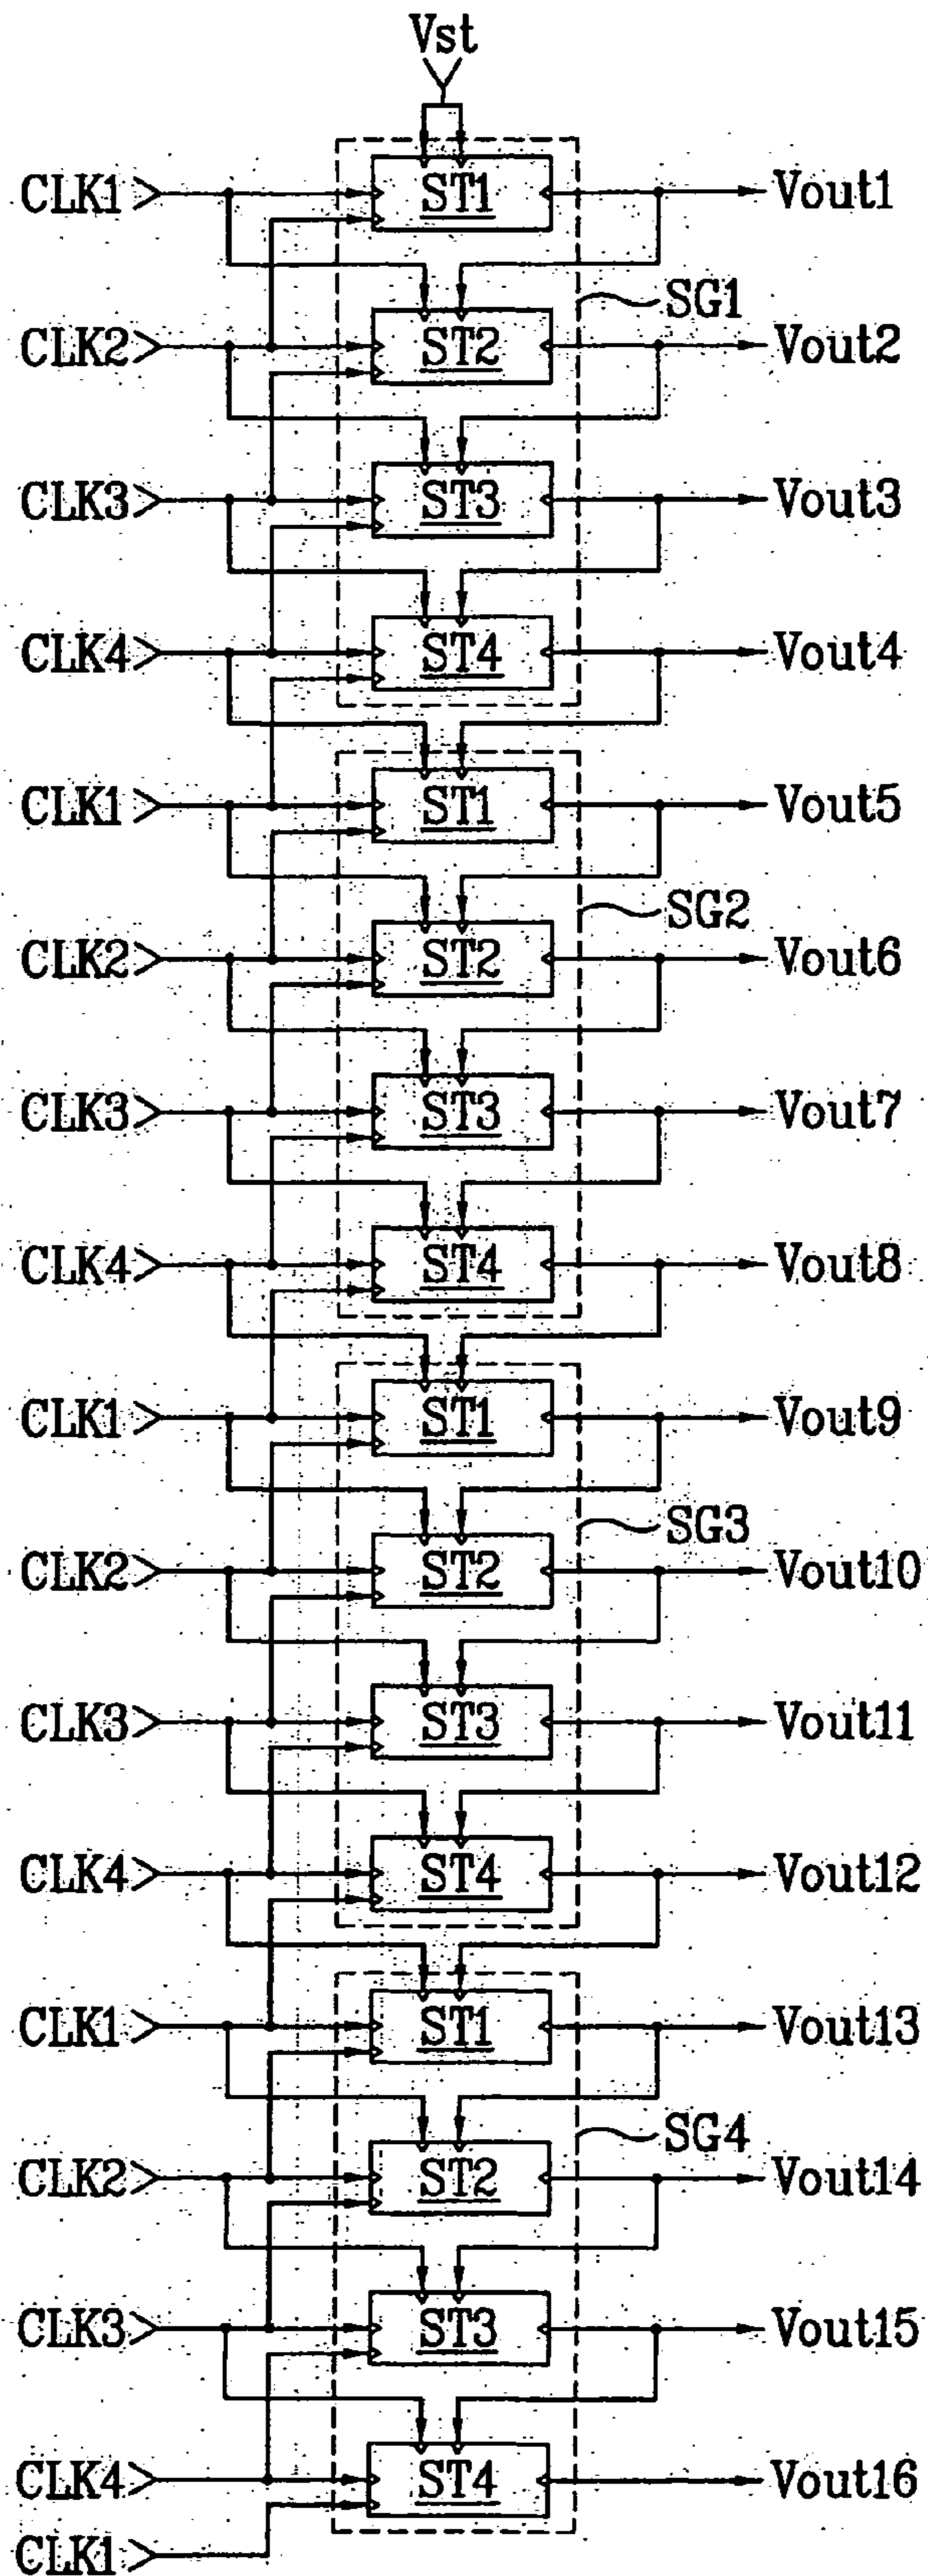 Vst
CLK1 ST1 Vout1
SG1
CLK2 ST2 Vout2
CLK3 ST3 Vout3
CLK4 ST4 Vout4
CLK1 ST1 Vout5
SG2
CLK2 ST2 Vout6
CLK3 ST3 Vout7
CLK4 ST4 Vout8
CLK1 ST1 Vout9
SG3
CLK2 ST2 Vout10
CLK3 ST3 Vout11
CLK4 ST4 Vout12
CLK1 ST1 Vout13
SG4
CLK2 ST2 Vout14
CLK3 ST3 Vout15
CLK4 ST4 Vout16
CLK1